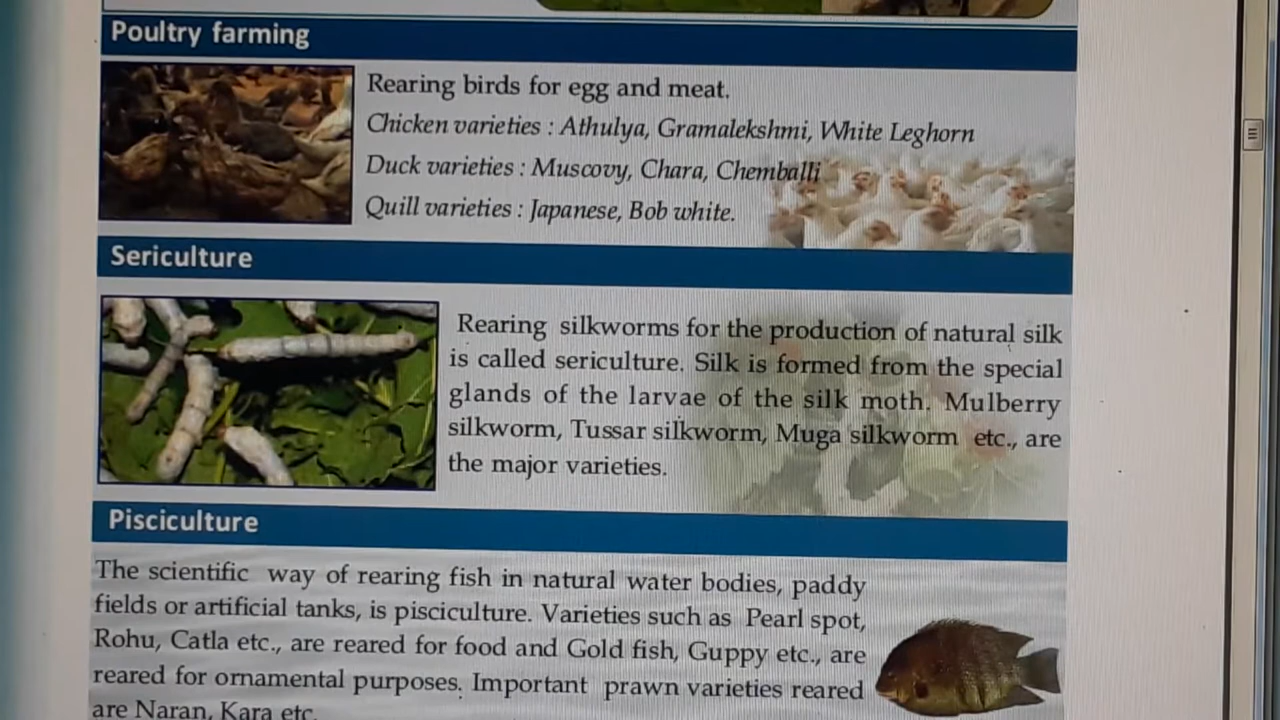 Poultry farming
Rearing birds for egg and meat.
Chicken varieties : Athulya, Gramalekshmi, White Leghorn
Duck varieties : Muscovy, Chara, Chemballi
Quill varieties : Japanese, Bob white.
Sericulture
Rearing silkworms for the production of natural silk
is called sericulture. Silk is formed from the special
glands of the larvae of the silk moth. Mulberry
silkworm, Tussar silkworm, Muga silkworm etc., are
the major varieties.
Pisciculture
The scientific way of rearing fish in natural water bodies, paddy
fields or artificial tanks, is pisciculture. Varieties such as Pearl spot,
Rohu, Catla etc., are reared for food and Gold fish, Guppy etc., are
reared for ornamental purposes. Important prawn varieties reared
are Naran, Kara etc.